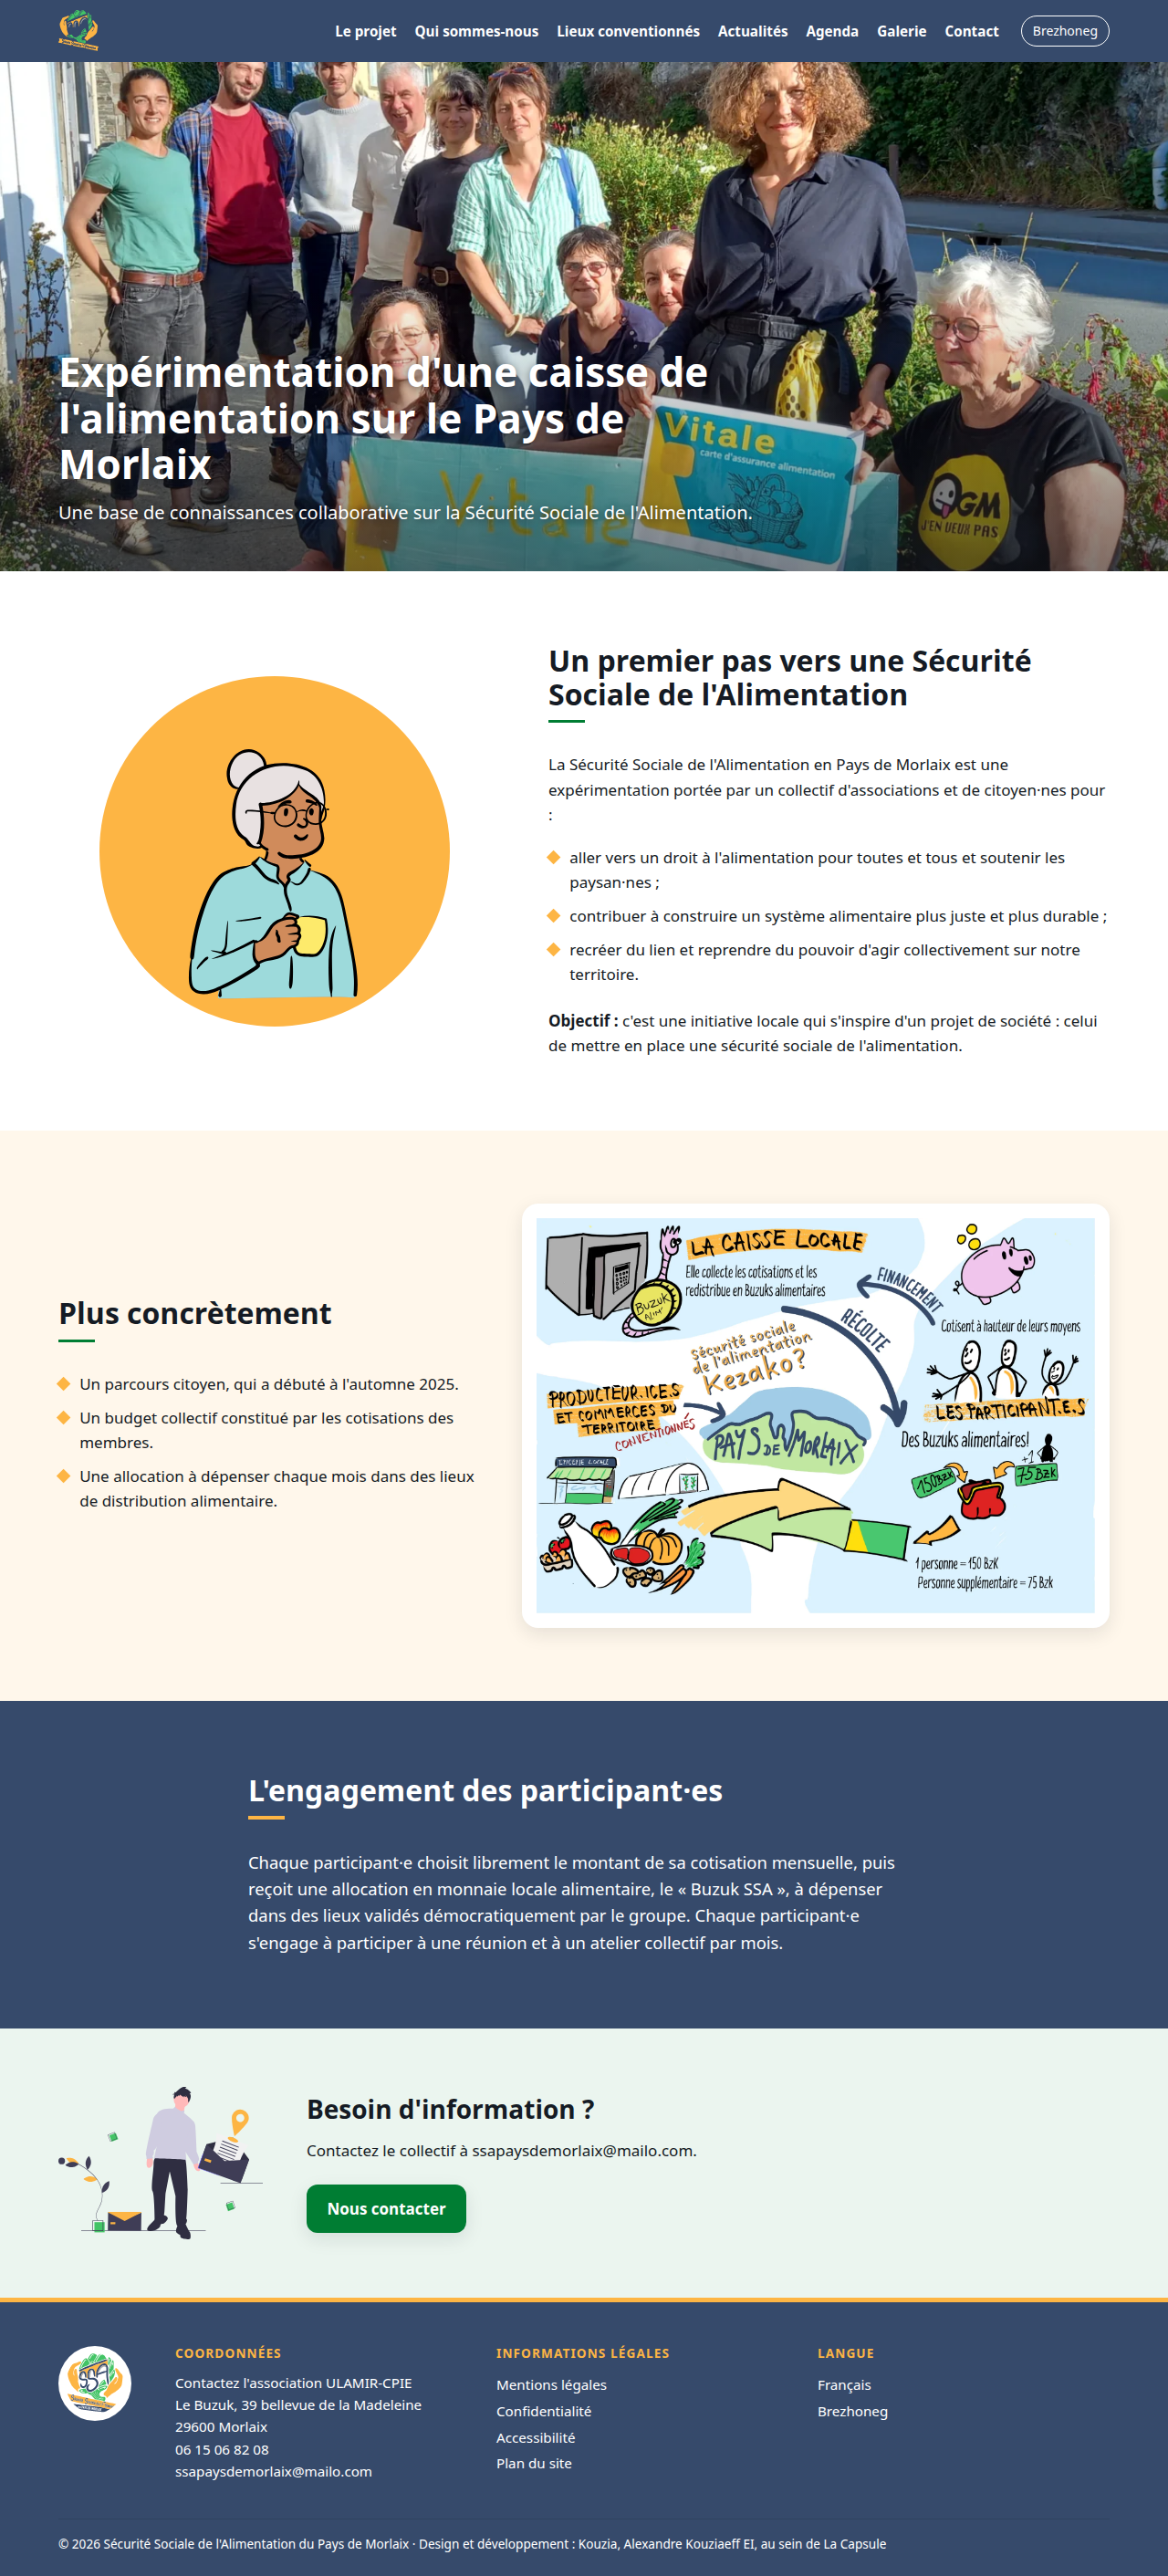 Le projet Qui sommes-nous Lieux conventionnés Actualités Agenda Galerie Contact Brezhoneg
Vitale
carte d'assurance alimentation
Vitale
OGM
J'EN VEUX PAS
Expérimentation d'une caisse de
l'alimentation sur le Pays de
Morlaix
Une base de connaissances collaborative sur la Sécurité Sociale de l'Alimentation.
Un premier pas vers une Sécurité
Sociale de l'Alimentation
La Sécurité Sociale de l'Alimentation en Pays de Morlaix est une
expérimentation portée par un collectif d'associations et de citoyen·nes pour
:
aller vers un droit à l'alimentation pour toutes et tous et soutenir les
paysan·nes ;
contribuer à construire un système alimentaire plus juste et plus durable ;
recréer du lien et reprendre du pouvoir d'agir collectivement sur notre
territoire.
Objectif : c'est une initiative locale qui s'inspire d'un projet de société : celui
de mettre en place une sécurité sociale de l'alimentation.
Plus concrètement
Un parcours citoyen, qui a débuté à l'automne 2025.
Un budget collectif constitué par les cotisations des
membres.
Une allocation à dépenser chaque mois dans des lieux
de distribution alimentaire.
LA CAISSE LOCALE
Elle collecte les cotisations et les
redistribue en Buzuks alimentaires
BUZUK
ALIM'
FINANCEMENT
RÉCOLTE
Cotisent à hauteur de leurs moyens
Sécurité sociale
de l'alimentation
Kezako?
PRODUCTEUR.ICE.S
ET COMMERCES DU
TERRITOIRE
CONVENTIONNÉS
LES PARTICIPANT.E.S
PAYS DE MORLAIX
Des Buzuks alimentaires!
+1
150BZK
75 BZK
EPICERIE LOCALE
1 personne = 150 BzK
Personne supplémentaire = 75 Bzk
L'engagement des participant·es
Chaque participant·e choisit librement le montant de sa cotisation mensuelle, puis
reçoit une allocation en monnaie locale alimentaire, le « Buzuk SSA », à dépenser
dans des lieux validés démocratiquement par le groupe. Chaque participant·e
s'engage à participer à une réunion et à un atelier collectif par mois.
Besoin d'information ?
Contactez le collectif à ssapaysdemorlaix@mailo.com.
Nous contacter
SSA
COORDONNÉES
Contactez l'association ULAMIR-CPIE
Le Buzuk, 39 bellevue de la Madeleine
29600 Morlaix
06 15 06 82 08
ssapaysdemorlaix@mailo.com
INFORMATIONS LÉGALES
Mentions légales
Confidentialité
Accessibilité
Plan du site
LANGUE
Français
Brezhoneg
© 2026 Sécurité Sociale de l'Alimentation du Pays de Morlaix · Design et développement : Kouzia, Alexandre Kouziaeff EI, au sein de La Capsule